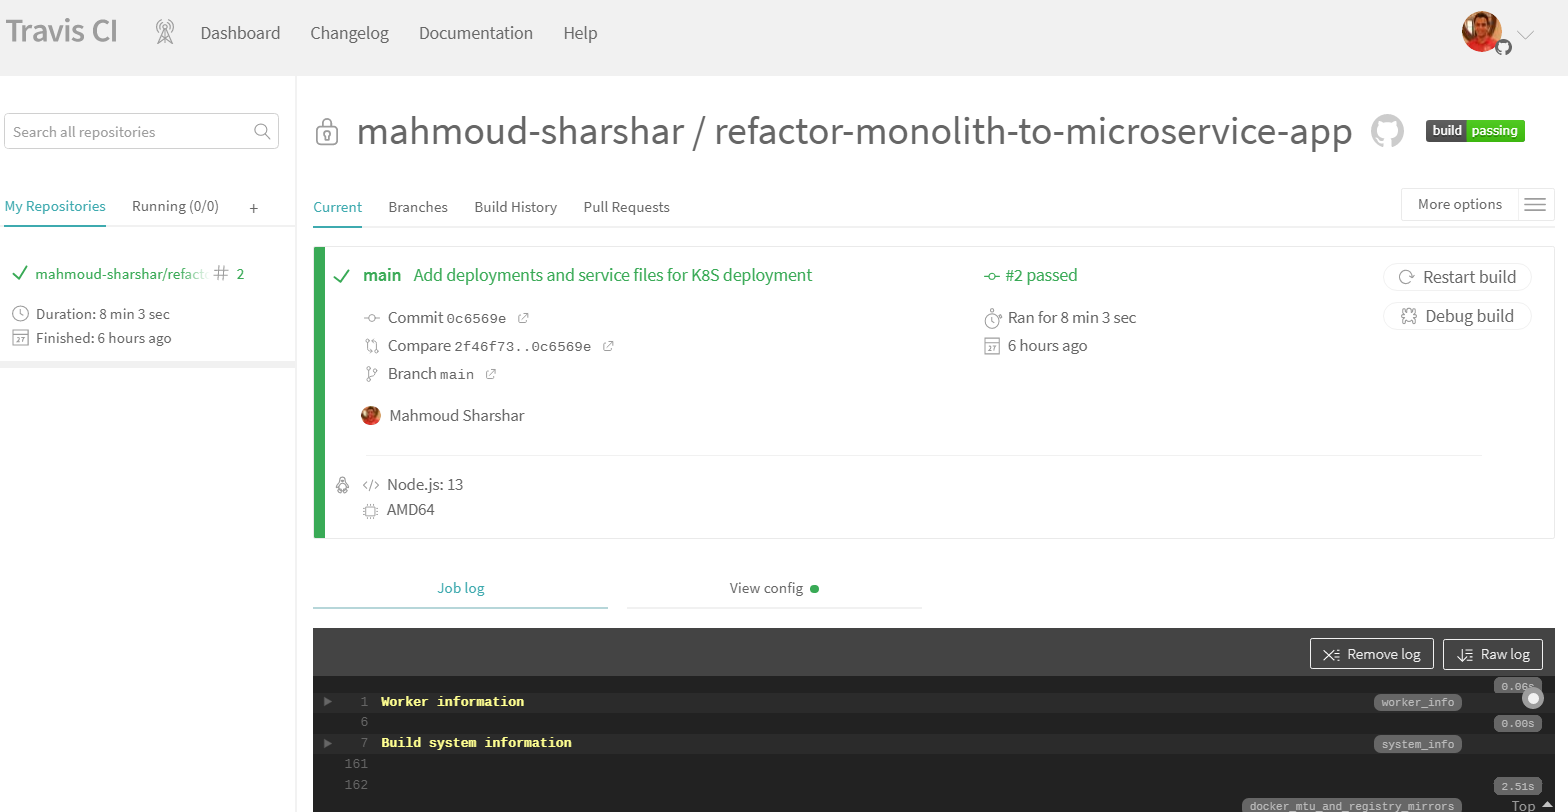 Travis CI Dashboard Changelog Documentation Help
Search all repositories
mahmoud-sharshar / refactor-monolith-to-microservice-app build passing
My Repositories Running (0/0) +
Current Branches Build History Pull Requests More options
mahmoud-sharshar/refact # 2
Duration: 8 min 3 sec
Finished: 6 hours ago
main Add deployments and service files for K8S deployment #2 passed Restart build
Commit 0c6569e Ran for 8 min 3 sec Debug build
Compare 2f46f73..0c6569e 27 6 hours ago
Branch main
Mahmoud Sharshar
Node.js: 13
AMD64
Job log View config
Remove log Raw log
0.06s
1 Worker information worker_info
6 0.00s
7 Build system information system_info
161
162 2.51s
docker_mtu_and_registry_mirrors Top